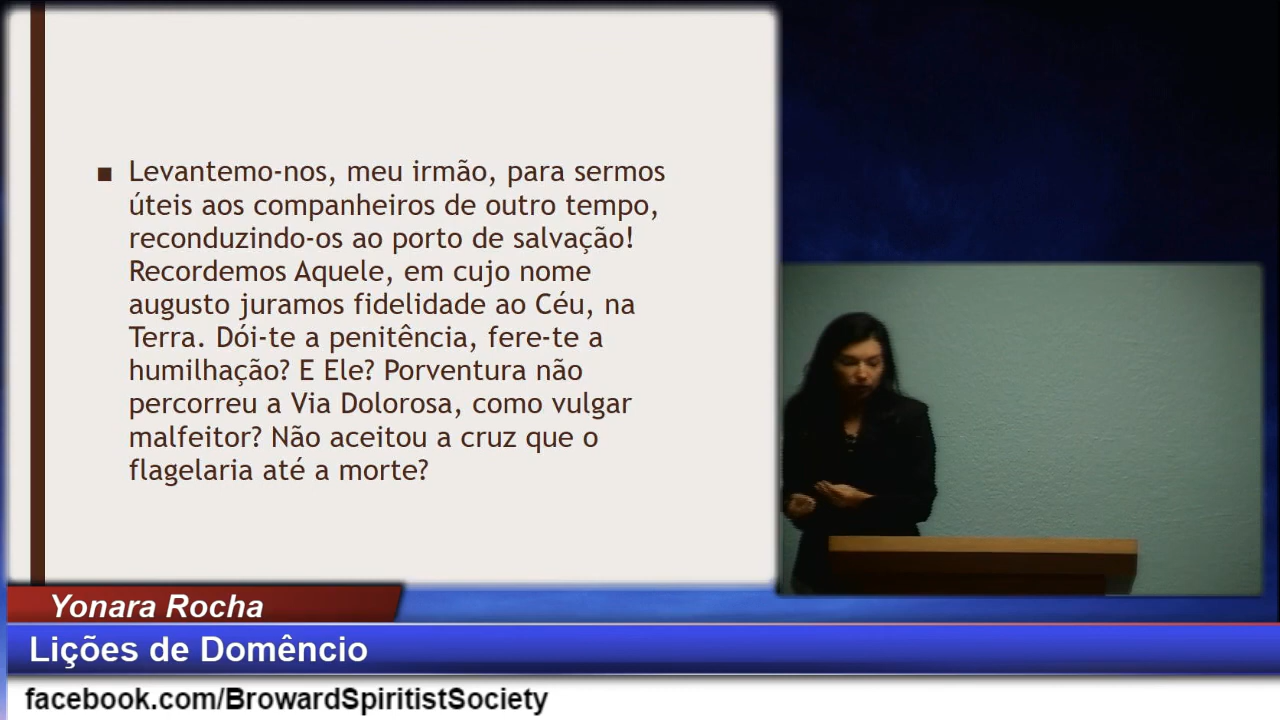 ■ Levantemo-nos, meu irmão, para sermos
úteis aos companheiros de outro tempo,
reconduzindo-os ao porto de salvação!
Recordemos Aquele, em cujo nome
augusto juramos fidelidade ao Céu, na
Terra. Dói-te a penitência, fere-te a
humilhação? E Ele? Porventura não
percorreu a Via Dolorosa, como vulgar
malfeitor? Não aceitou a cruz que o
flagelaria até a morte?
Yonara Rocha
Lições de Domêncio
facebook.com/BrowardSpiritistSociety